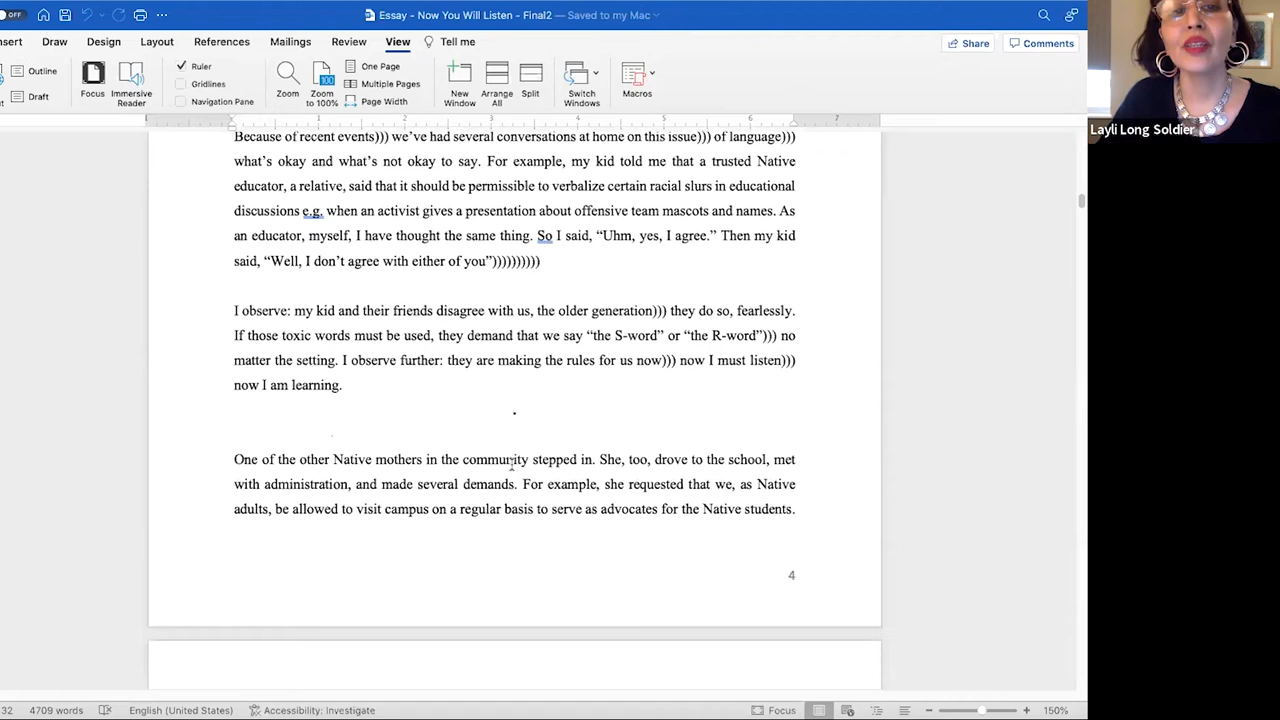 OFF
Essay - Now You Will Listen - Final2 — Saved to my Mac
nsert Draw Design Layout References Mailings Review View Tell me
Share Comments
Outline
Draft
Focus
Immersive Reader
Ruler
Gridlines
Navigation Pane
Zoom
Zoom to 100%
One Page
Multiple Pages
Page Width
New Window
Arrange All
Split
Switch Windows
Macros
1 2 3 4 5 6 7
Layli Long Soldier
Because of recent events))) we’ve had several conversations at home on this issue))) of language)))
what’s okay and what’s not okay to say. For example, my kid told me that a trusted Native
educator, a relative, said that it should be permissible to verbalize certain racial slurs in educational
discussions e.g. when an activist gives a presentation about offensive team mascots and names. As
an educator, myself, I have thought the same thing. So I said, “Uhm, yes, I agree.” Then my kid
said, “Well, I don’t agree with either of you”))))))))))
I observe: my kid and their friends disagree with us, the older generation))) they do so, fearlessly.
If those toxic words must be used, they demand that we say “the S-word” or “the R-word”))) no
matter the setting. I observe further: they are making the rules for us now))) now I must listen)))
now I am learning.
One of the other Native mothers in the community stepped in. She, too, drove to the school, met
with administration, and made several demands. For example, she requested that we, as Native
adults, be allowed to visit campus on a regular basis to serve as advocates for the Native students.
4
32 4709 words English (United States) Accessibility: Investigate Focus 150%